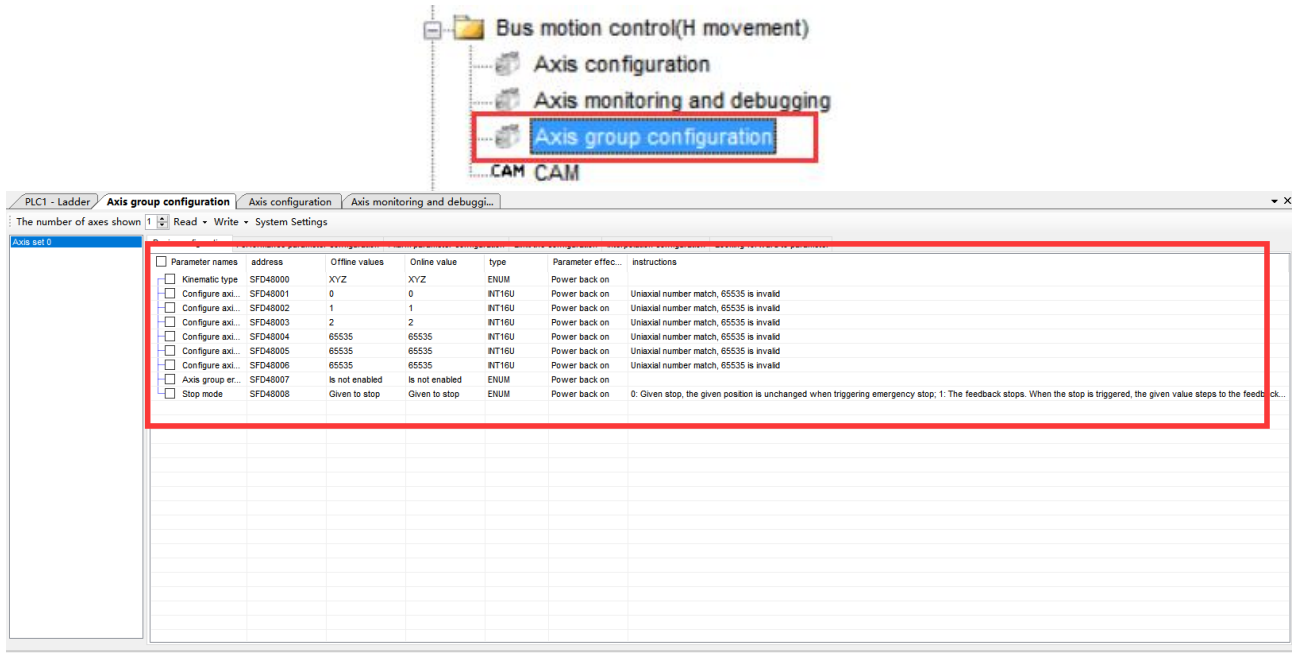 Bus motion control(H movement)
Axis configuration
Axis monitoring and debugging
Axis group configuration
CAM CAM
PLC1 - Ladder Axis group configuration Axis configuration Axis monitoring and debuggi...
The number of axes shown 1 Read Write System Settings
Axis set 0
Parameter names address Offline values Online value type Parameter effec... instructions
Kinematic type SFD48000 XYZ XYZ ENUM Power back on
Configure axi... SFD48001 0 0 INT16U Power back on Uniaxial number match, 65535 is invalid
Configure axi... SFD48002 1 1 INT16U Power back on Uniaxial number match, 65535 is invalid
Configure axi... SFD48003 2 2 INT16U Power back on Uniaxial number match, 65535 is invalid
Configure axi... SFD48004 65535 65535 INT16U Power back on Uniaxial number match, 65535 is invalid
Configure axi... SFD48005 65535 65535 INT16U Power back on Uniaxial number match, 65535 is invalid
Configure axi... SFD48006 65535 65535 INT16U Power back on Uniaxial number match, 65535 is invalid
Axis group er... SFD48007 Is not enabled Is not enabled ENUM Power back on
Stop mode SFD48008 Given to stop Given to stop ENUM Power back on 0: Given stop, the given position is unchanged when triggering emergency stop; 1: The feedback stops. When the stop is triggered, the given value steps to the feedback...